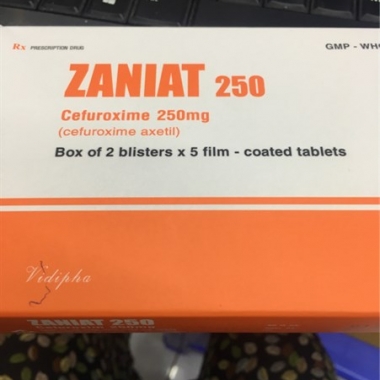 Rx PRESCRIPTION DRUG
GMP - WHO
ZANIAT 250
Cefuroxime 250mg
(cefuroxime axetil)
Box of 2 blisters x 5 film - coated tablets
Vidipha
ZANIAT 250